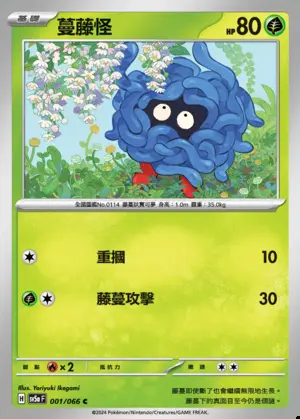 基礎 蔓藤怪 HP80
全國圖鑑No.0114 藤蔓狀寶可夢 身高：1.0m 體重：35.0kg
重摑 10
藤蔓攻擊 30
弱點 ×2 抵抗力 撤退
Illus. Yoriyuki Ikegami
H sv5a F 001/066 C
藤蔓即使斷了也會繼續無限地生長。
藤蔓下的真面目至今仍是個謎。
©2024 Pokémon/Nintendo/Creatures/GAME FREAK.